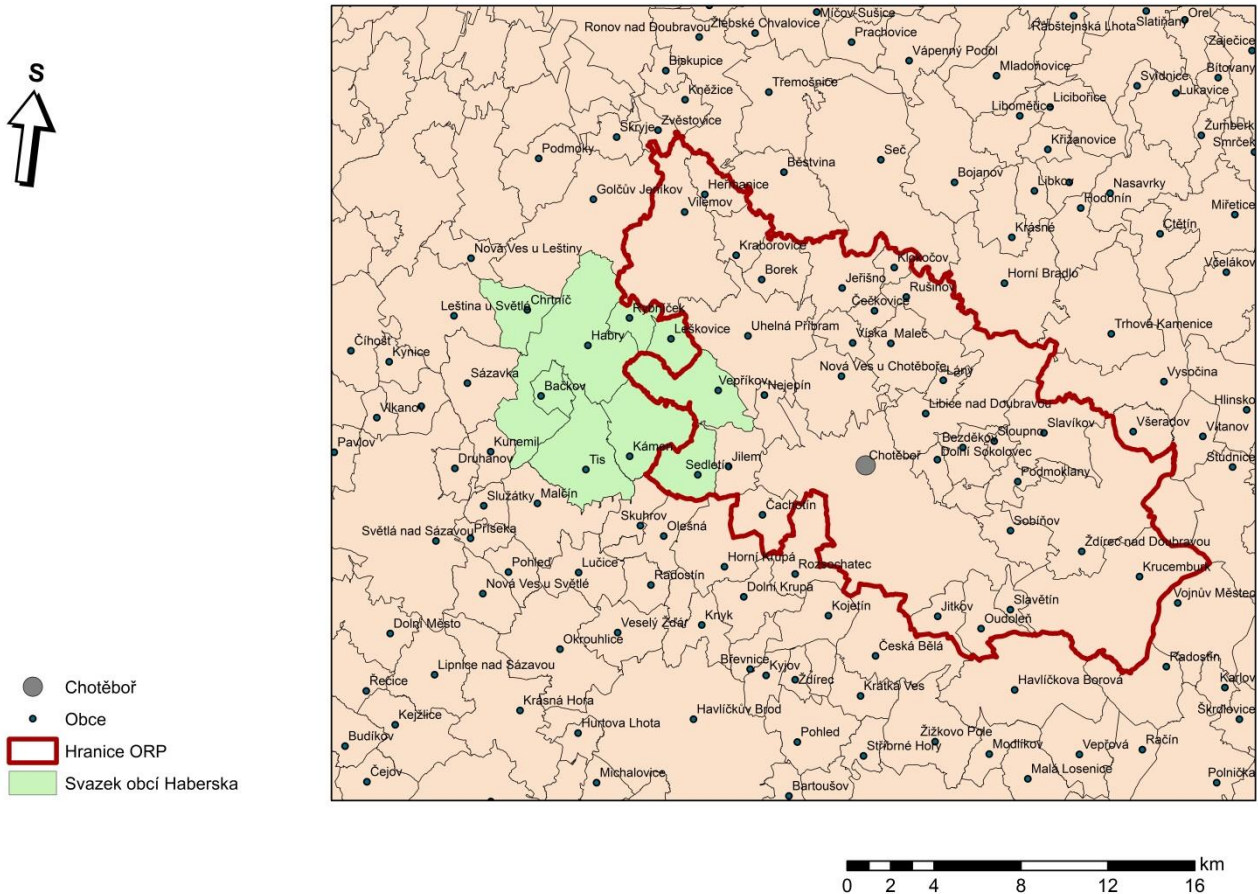 S
Míčov-Sušice
Slatiňany
Orel
Ronov nad Doubravou
Žlebské Chvalovice
Prachovice
Rabštejnská Lhota
Zaječice
Biskupice
Vápenný Podol
Mladoňovice
Svídnice
Bítovany
Kněžice
Třemošnice
Licibořice
Lukavice
Liboměřice
Skryje
Zvěstovice
Žumberk
Křižanovice
Smrček
Podmoky
Běstvina
Seč
Bojanov
Libkov
Nasavrky
Golčův Jeníkov
Heřmanice
Hodonín
Vilémov
Miřetice
Krásné
Ctětín
Nová Ves u Leštiny
Kraborovice
Klokočov
Včelákov
Borek
Jeřišno
Horní Bradlo
Rušinov
Leština u Světlé
Chrtníč
Rybníček
Čečkovice
Habry
Leškovice
Uhelná Příbram
Víska
Maleč
Trhová Kamenice
Číhošť
Kynice
Sázavka
Bačkov
Vepříkov
Nejepín
Nová Ves u Chotěboře
Lány
Vysočina
Vlkanov
Libice nad Doubravou
Hlinsko
Slavíkov
Všeradov
Vítanov
Pavlov
Kunemil
Kámen
Bezděkov
Sloupno
Druhanov
Tis
Sedletín
Jilem
Chotěboř
Dolní Sokolovec
Studnice
Podmoklany
Služátky
Malčín
Čachotín
Světlá nad Sázavou
Příseka
Skuhrov
Olešná
Sobíňov
Ždírec nad Doubravou
Pohled
Lučice
Horní Krupá
Rozsochatec
Krucemburk
Nová Ves u Světlé
Radostín
Dolní Krupá
Vojnův Městec
Kojetín
Jitkov
Slavětín
Oudoleň
Dolní Město
Veselý Žďár
Knyk
Okrouhlice
Česká Bělá
Lipnice nad Sázavou
Břevnice
Kyjov
Ždírec
Radostín
Řečice
Krátká Ves
Havlíčkova Borová
Karlov
Kejžlice
Krásná Hora
Havlíčkův Brod
Škrdlovice
Hurtova Lhota
Budíkov
Pohled
Stříbrné Hory
Žižkovo Pole
Modlíkov
Vepřová
Račín
Čejov
Michalovice
Malá Losenice
Polnička
Bartoušov
Chotěboř
Obce
Hranice ORP
Svazek obcí Haberska
km
0 2 4 8 12 16